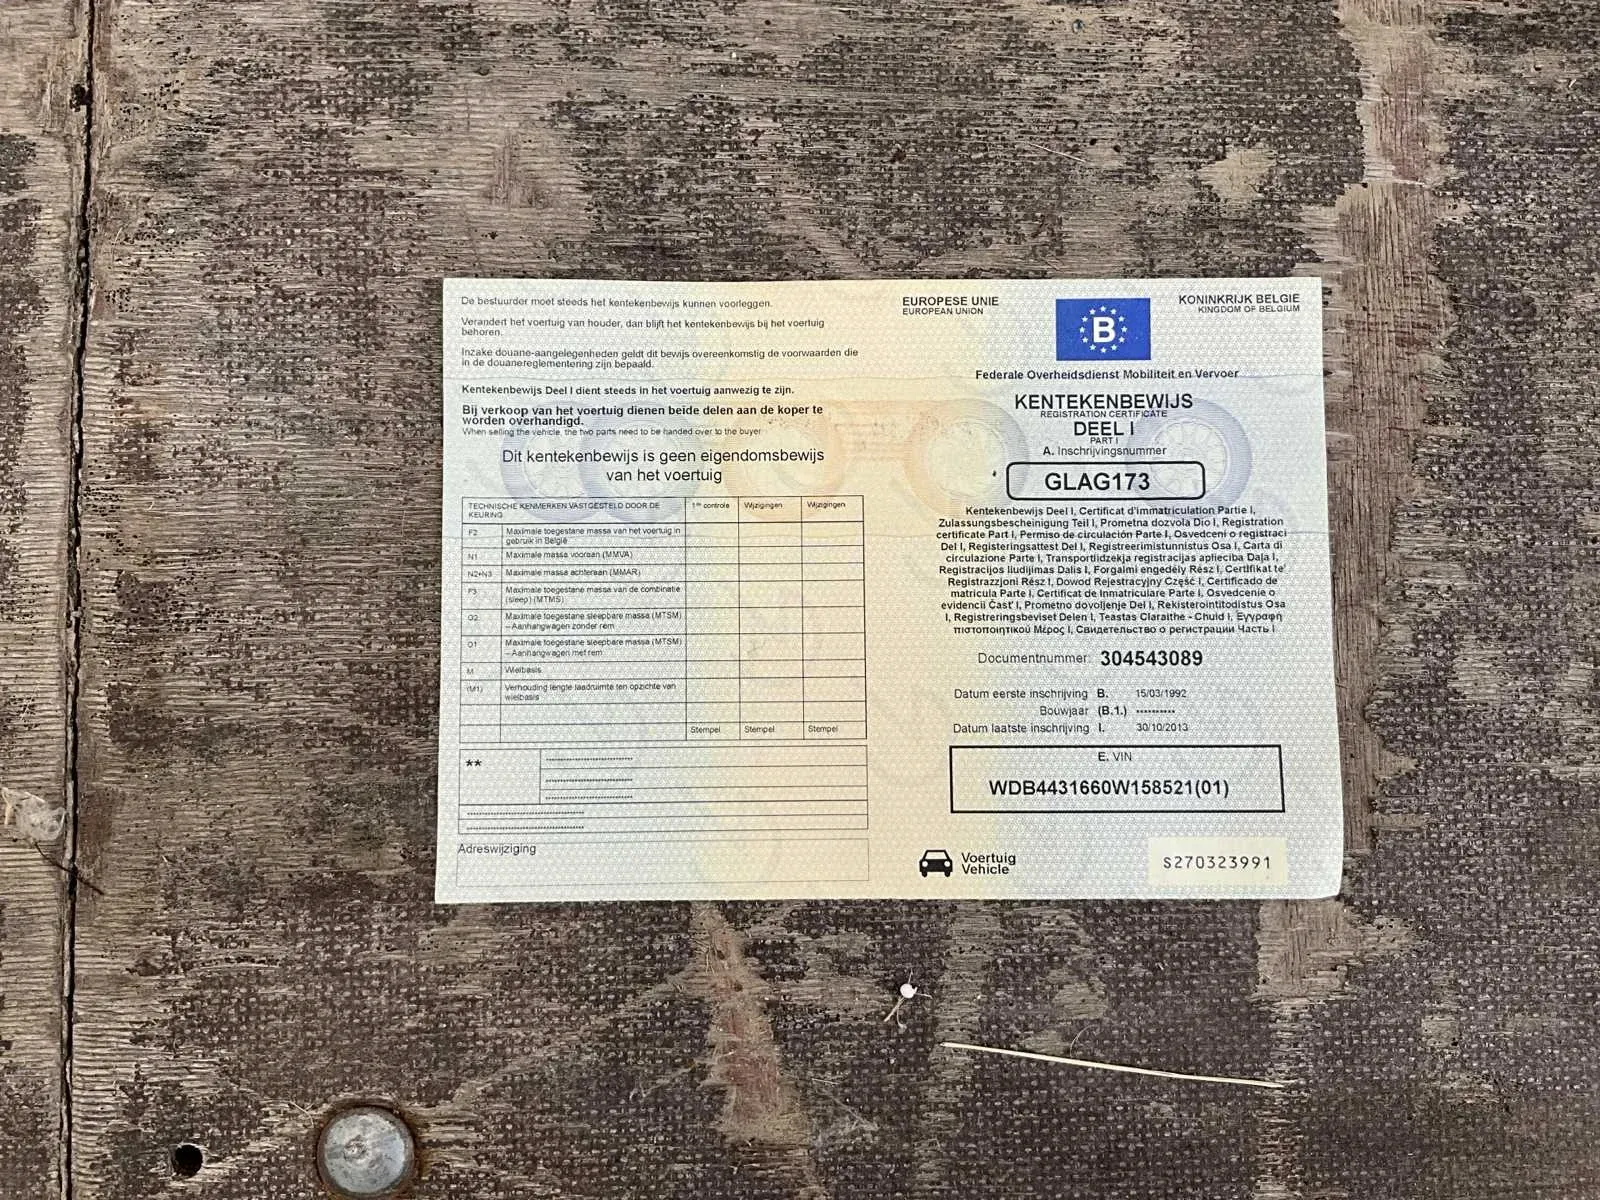 De bestuurder moet steeds het kentekenbewijs kunnen voorleggen.
Verandert het voertuig van houder, dan blijft het kentekenbewijs bij het voertuig
behoren.
Inzake douane-aangelegenheden geldt dit bewijs overeenkomstig de voorwaarden die
in de douanereglementering zijn bepaald.
Kentekenbewijs Deel I dient steeds in het voertuig aanwezig te zijn.
Bij verkoop van het voertuig dienen beide delen aan de koper te
worden overhandigd.
When selling the vehicle, the two parts need to be handed over to the buyer
Dit kentekenbewijs is geen eigendomsbewijs
van het voertuig
TECHNISCHE KENMERKEN VASTGESTELD DOOR DE
KEURING
1ste controle
Wijzigingen
Wijzigingen
F2 Maximale toegestane massa van het voertuig in
gebruik in België
N1 Maximale massa vooraan (MMVA)
N2+N3 Maximale massa achteraan (MMAR)
F3 Maximale toegestane massa van de combinatie
(sleep) (MTMS)
O2 Maximale toegestane sleepbare massa (MTSM)
– Aanhangwagen zonder rem
O1 Maximale toegestane sleepbare massa (MTSM)
– Aanhangwagen met rem
M Wielbasis
(M1) Verhouding lengte laadruimte ten opzichte van
wielbasis
Stempel Stempel Stempel
**
Adreswijziging
EUROPESE UNIE
EUROPEAN UNION
B
KONINKRIJK BELGIE
KINGDOM OF BELGIUM
Federale Overheidsdienst Mobiliteit en Vervoer
KENTEKENBEWIJS
REGISTRATION CERTIFICATE
DEEL I
PART I
A. Inschrijvingsnummer
GLAG173
Kentekenbewijs Deel I, Certificat d'immatriculation Partie I,
Zulassungsbescheinigung Teil I, Prometna dozvola Dio I, Registration
certificate Part I, Permiso de circulación Parte I, Osvedceni o registraci
Del I, Registeringsattest Del I, Registreerimistunnistus Osa I, Carta di
circolazione Parte I, Transportlidzekja registracijas aplieciba Daļa I,
Registracijos liudijimas Dalis I, Forgalmi engedély Rész I, Certifikat ta'
Registrazzjoni Rész I, Dowod Rejestracyjny Część I, Certificado de
matricula Parte I, Certificat de Inmatriculare Parte I, Osvedcenie o
evidencii Čast' I, Prometno dovoljenje Del I, Rekisterointitodistus Osa
I, Registreringsbeviset Delen I, Teastas Claraithe - Chuid I, Εγγραφή
πιστοποιητικού Μέρος I, Свидетельство о регистрации Часть I
Documentnummer: 304543089
Datum eerste inschrijving B. 15/03/1992
Bouwjaar (B.1.) **********
Datum laatste inschrijving I. 30/10/2013
E. VIN
WDB4431660W158521(01)
Voertuig
Vehicle
S270323991